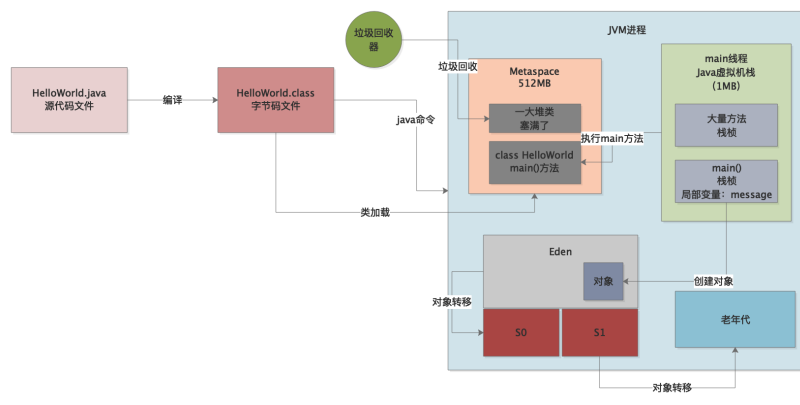 垃圾回收
器
JVM进程
HelloWorld.java
源代码文件
编译
HelloWorld.class
字节码文件
java命令
类加载
垃圾回收
Metaspace
512MB
一大堆类
塞满了
class HelloWorld
main()方法
执行main方法
main线程
Java虚拟机栈
（1MB）
大量方法
栈桢
main()
栈桢
局部变量：message
Eden
对象
创建对象
对象转移
S0
S1
老年代
对象转移